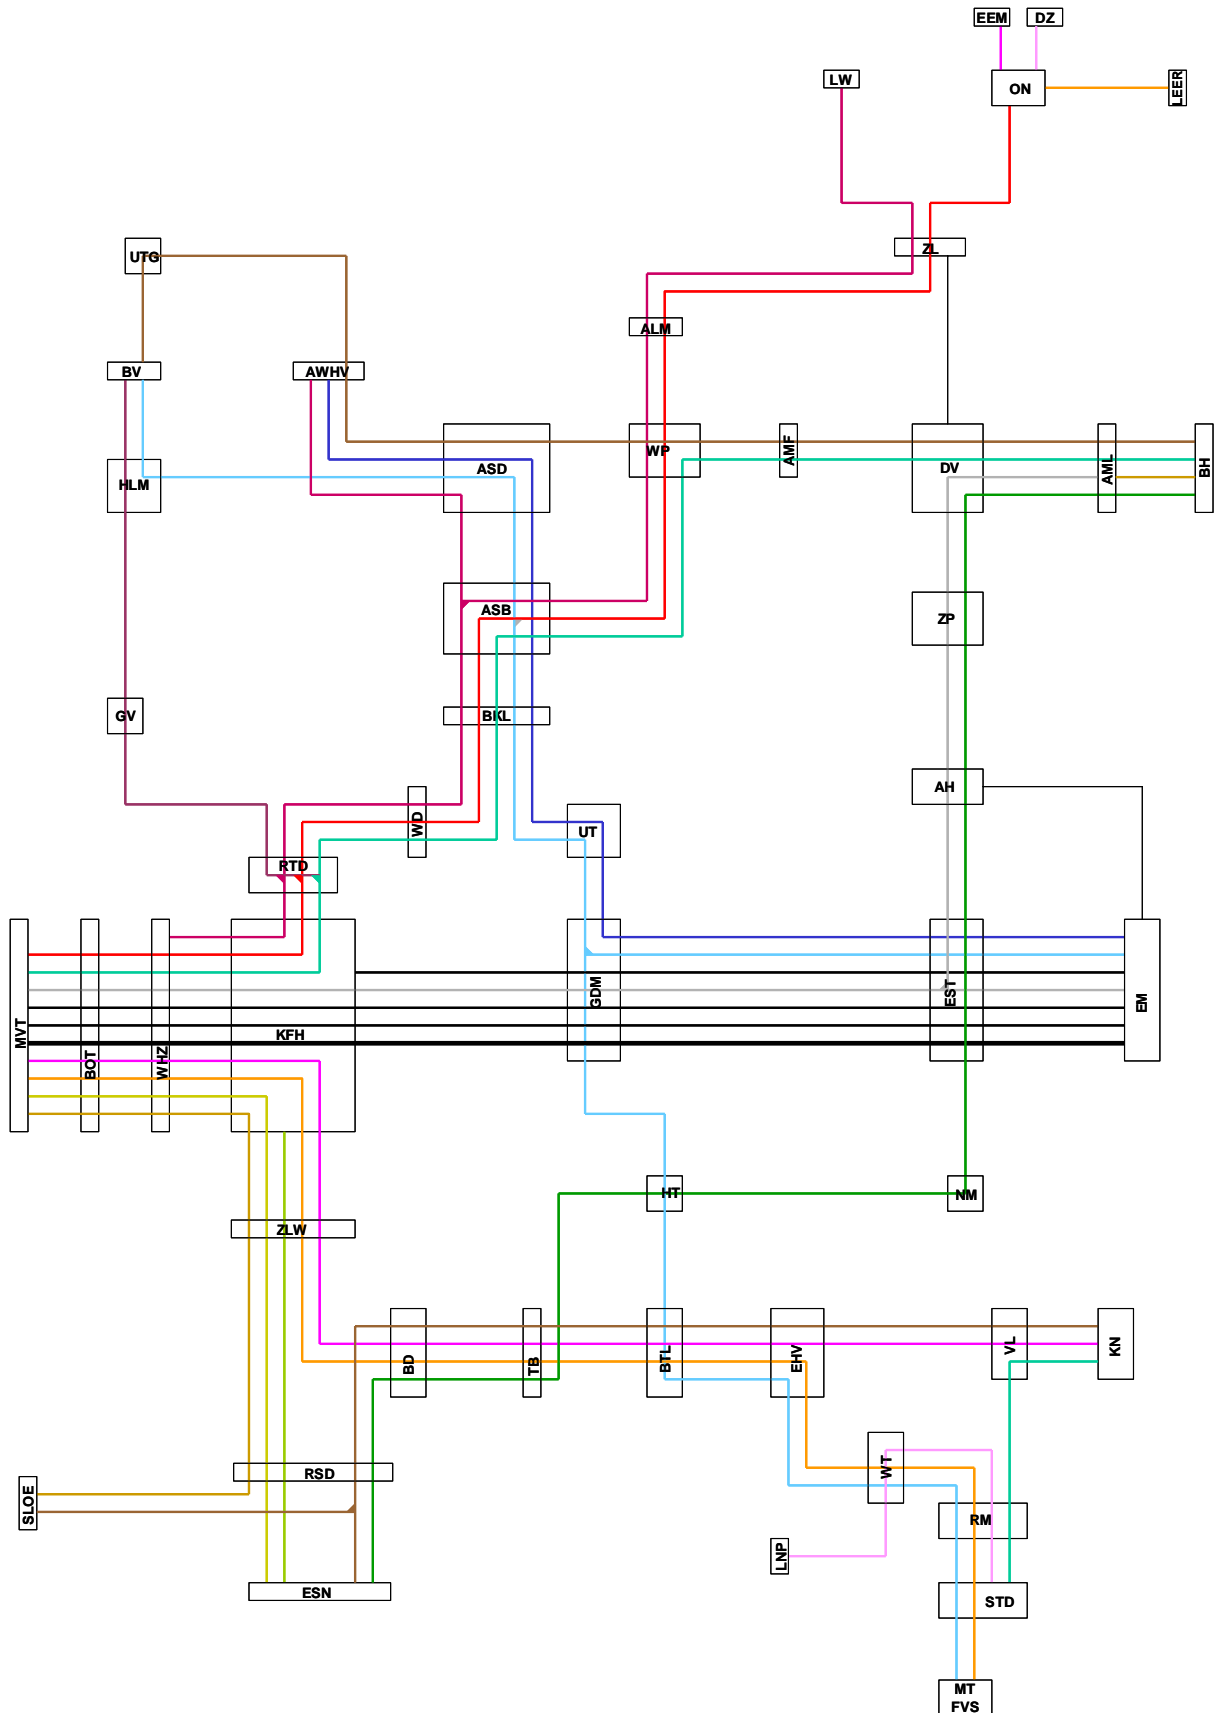 EEM
DZ
LW
ON
LEER
ZL
UTG
ALM
BV
AWHV
ASD
WP
AMF
DV
AML
BH
HLM
ASB
ZP
GV
BKL
AH
WD
UT
RTD
MVT
BOT
WHZ
KFH
GDM
EST
EM
HT
NM
ZLW
BD
TB
BTL
EHV
VL
KN
RSD
WT
SLOE
RM
LNP
ESN
STD
MT
FVS